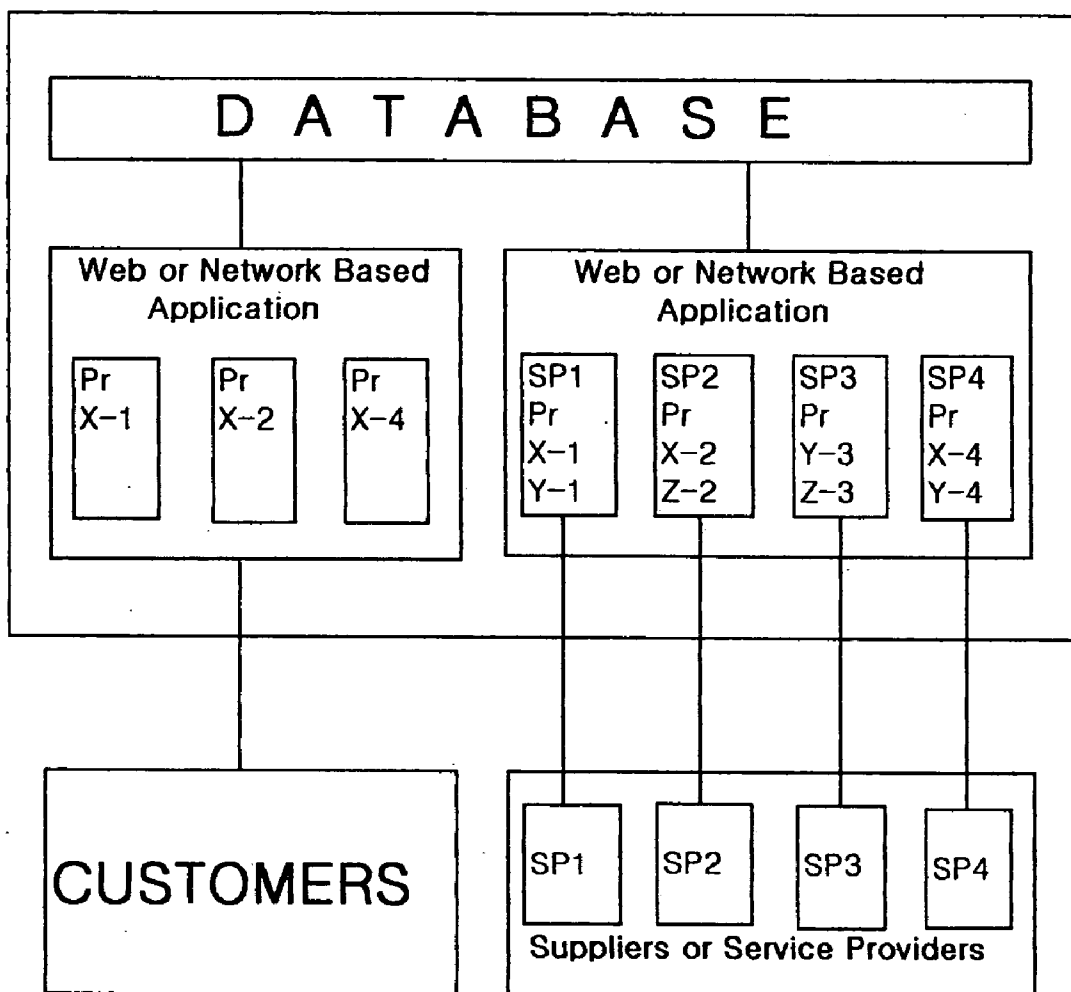 D A T A B A S E
Web or Network Based
Application
Pr
X-1
Pr
X-2
Pr
X-4
Web or Network Based
Application
SP1
Pr
X-1
Y-1
SP2
Pr
X-2
Z-2
SP3
Pr
Y-3
Z-3
SP4
Pr
X-4
Y-4
CUSTOMERS
SP1
SP2
SP3
SP4
Suppliers or Service Providers